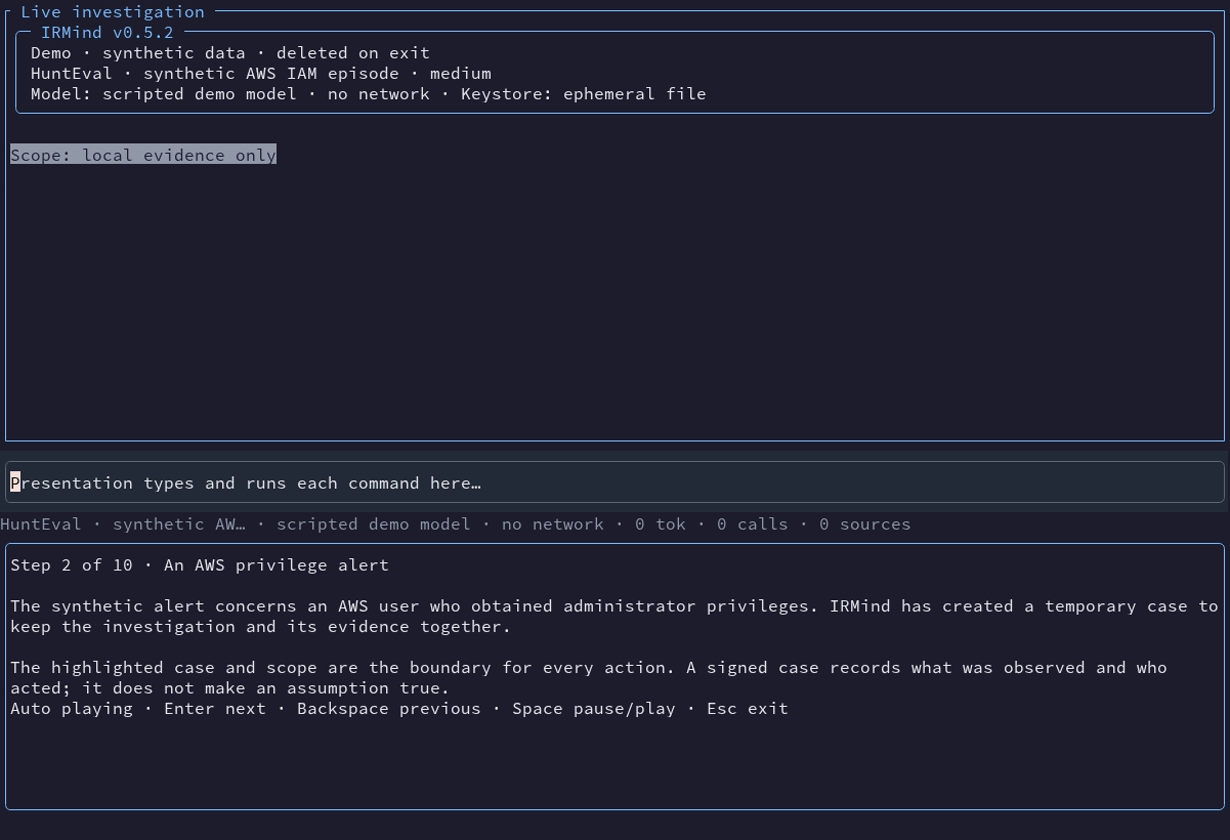 Live investigation
IRMind v0.5.2
Demo · synthetic data · deleted on exit
HuntEval · synthetic AWS IAM episode · medium
Model: scripted demo model · no network · Keystore: ephemeral file
Scope: local evidence only
Presentation types and runs each command here…
HuntEval · synthetic AW… · scripted demo model · no network · 0 tok · 0 calls · 0 sources
Step 2 of 10 · An AWS privilege alert
The synthetic alert concerns an AWS user who obtained administrator privileges. IRMind has created a temporary case to
keep the investigation and its evidence together.
The highlighted case and scope are the boundary for every action. A signed case records what was observed and who
acted; it does not make an assumption true.
Auto playing · Enter next · Backspace previous · Space pause/play · Esc exit